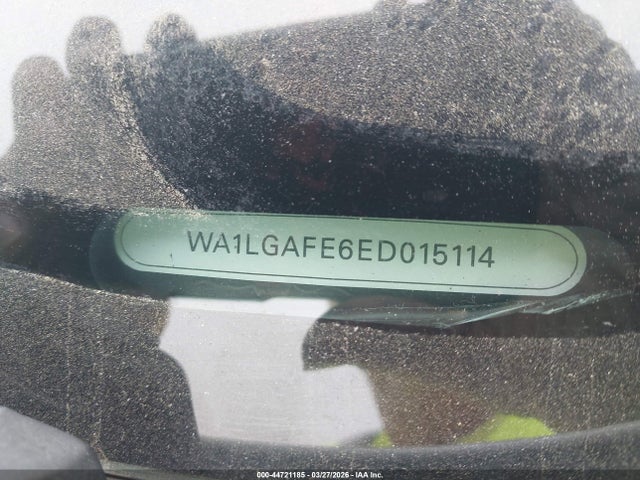 WA1LGAFE6ED015114
000-44721185 - 03/27/2026 - IAA Inc.